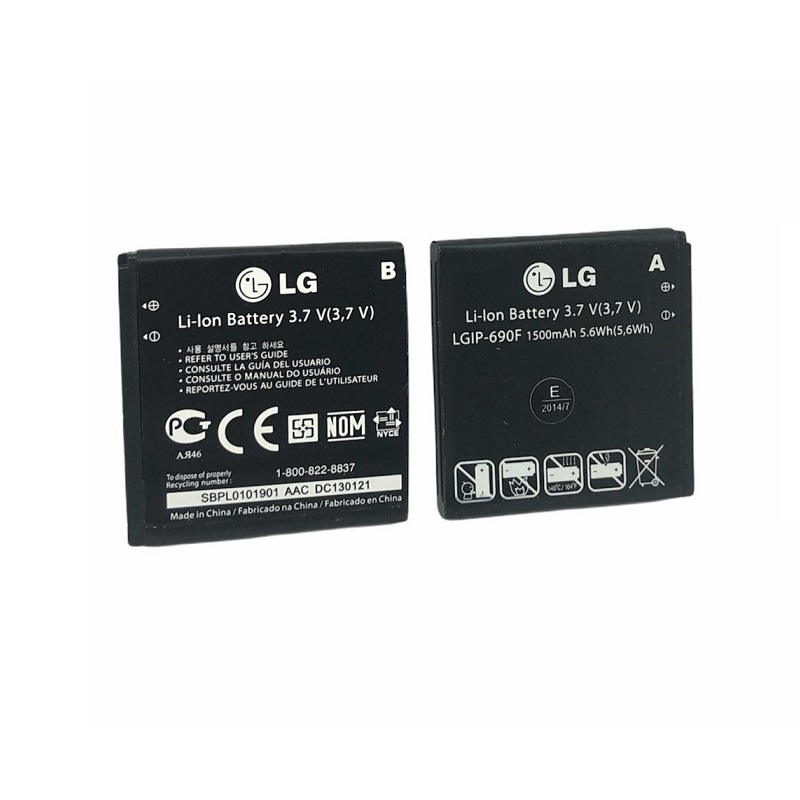 LG
B
Li-Ion Battery 3.7 V(3,7 V)
• 사용 설명서를 참고 하세요
• REFER TO USER'S GUIDE
• CONSULTE LA GUÍA DEL USUARIO
• CONSULTE O MANUAL DO USUÁRIO
• REPORTEZ-VOUS AU GUIDE DE L'UTILISATEUR
АЯ46
CE
NOM
NYCE
To dispose of properly
Recycling number:
1-800-822-8837
SBPL0101901 AAC DC130121
Made in China / Fabricado na China / Fabricado en China
LG
A
Li-Ion Battery 3.7 V(3,7 V)
LGIP-690F 1500mAh 5.6Wh(5,6Wh)
E
2014/7